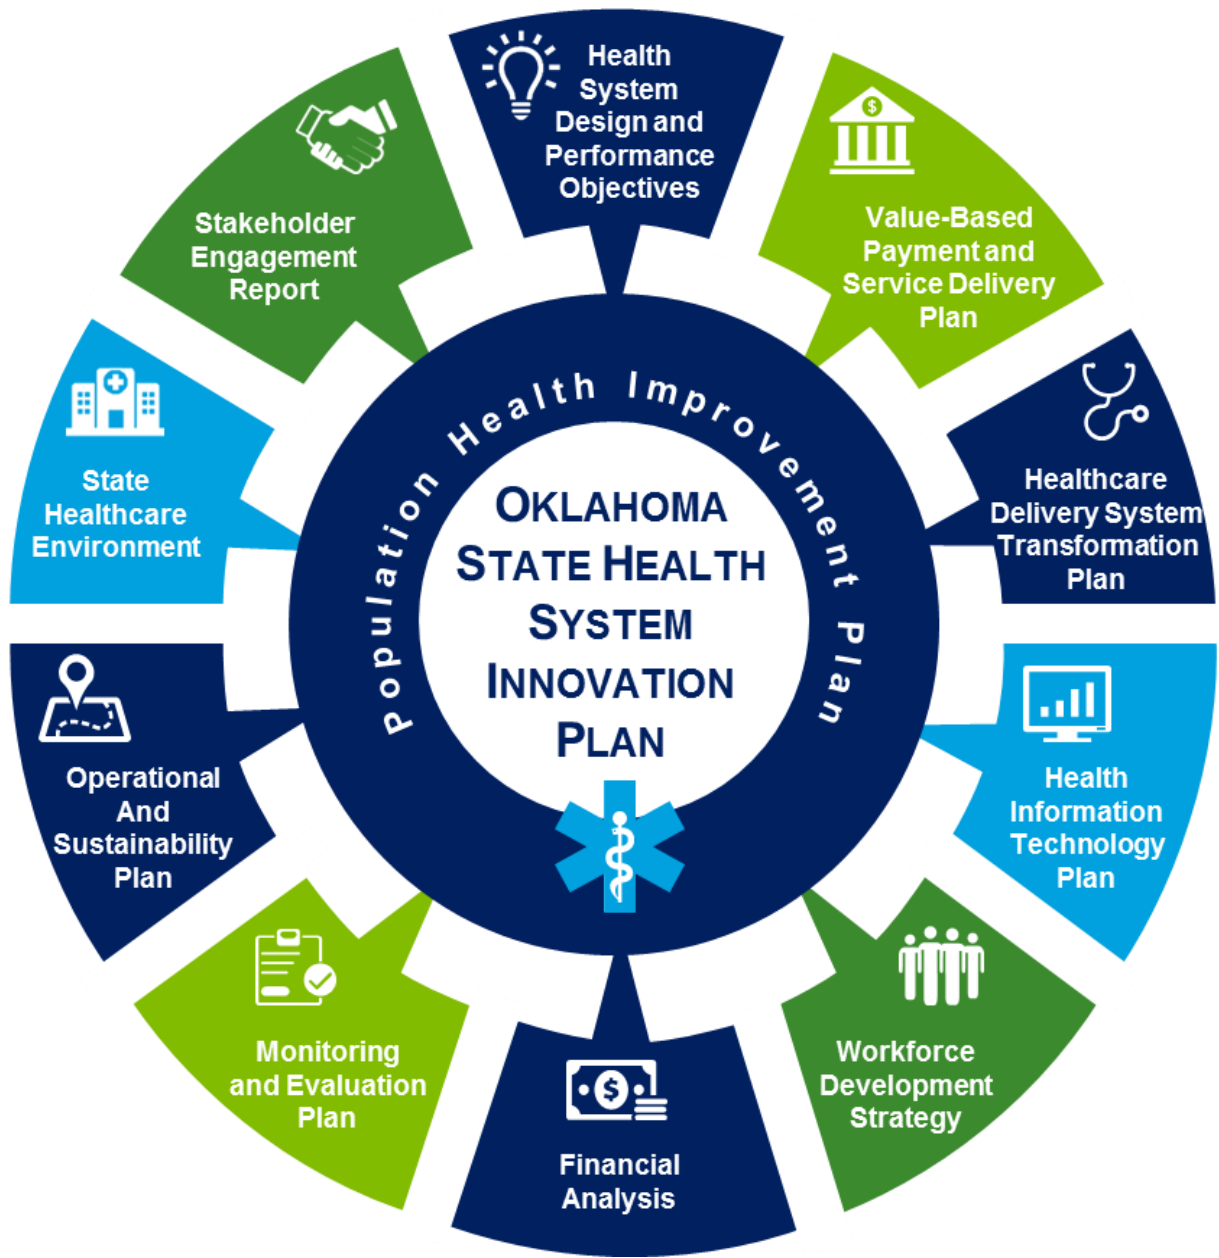 Health
System
Design and
Performance
Objectives
Value-Based
Payment and
Service Delivery
Plan
Healthcare
Delivery System
Transformation
Plan
Health
Information
Technology
Plan
Workforce
Development
Strategy
Financial
Analysis
Monitoring
and Evaluation
Plan
Operational
And
Sustainability
Plan
State
Healthcare
Environment
Stakeholder
Engagement
Report
Population Health Improvement Plan
OKLAHOMA
STATE HEALTH
SYSTEM
INNOVATION
PLAN
$
$